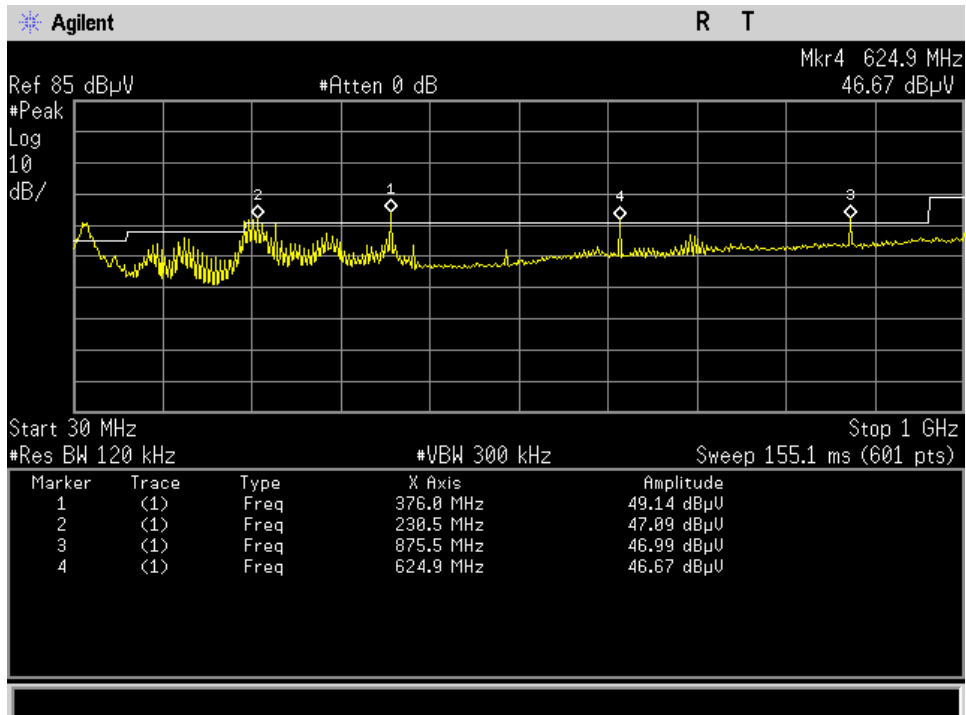 Agilent R T
Mkr4 624.9 MHz
Ref 85 dBµV #Atten 0 dB 46.67 dBµV
#Peak
Log
10
dB/
2 1 4 3
Start 30 MHz Stop 1 GHz
#Res BW 120 kHz #VBW 300 kHz Sweep 155.1 ms (601 pts)
Marker Trace Type X Axis Amplitude
1 (1) Freq 376.0 MHz 49.14 dBµV
2 (1) Freq 230.5 MHz 47.09 dBµV
3 (1) Freq 875.5 MHz 46.99 dBµV
4 (1) Freq 624.9 MHz 46.67 dBµV